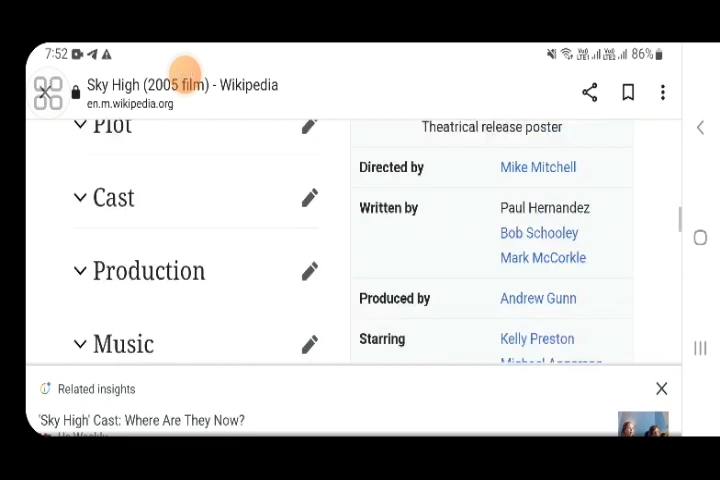 7:52
86%
Sky High (2005 film) - Wikipedia
en.m.wikipedia.org
Plot
Theatrical release poster
Directed by
Mike Mitchell
Cast
Written by
Paul Hernandez
Bob Schooley
Mark McCorkle
Production
Produced by
Andrew Gunn
Starring
Kelly Preston
Music
Related insights
'Sky High' Cast: Where Are They Now?